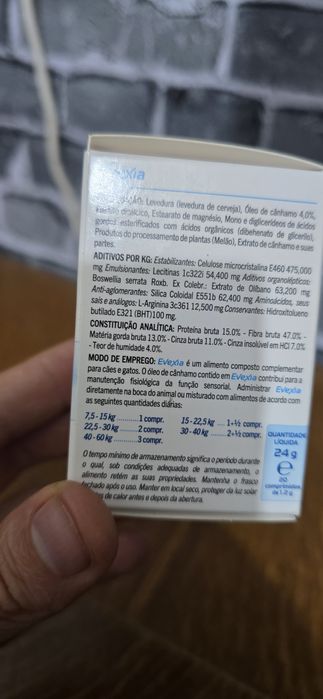 Evexia
Levedura (levedura de cerveja), Óleo de cânhamo 4,0%,
Estearato de magnésio, Mono e diglicerídeos de ácidos
gordos esterificados com ácidos orgânicos (dibehenato de glicerilo),
Produtos do processamento de plantas (Melão), Extrato de cânhamo e suas
partes.
ADITIVOS POR KG: Estabilizantes: Celulose microcristalina E460 475,000
mg Emulsionantes: Lecitinas 1c322i 54,400 mg Aditivos organolépticos:
Boswellia serrata Roxb. Ex Colebr.: Extrato de Olíbano 63,200 mg
Anti-aglomerantes: Sílica Coloidal E551b 62,400 mg Aminoácidos, seus
sais e análogos: L-Arginina 3c361 12,500 mg Conservantes: Hidroxitolueno
butilado E321 (BHT)100 mg.
CONSTITUIÇÃO ANALÍTICA: Proteína bruta 15.0% - Fibra bruta 47.0% -
Matéria gorda bruta 13.0% - Cinza bruta 11.0% - Cinza insolúvel em HCl 7.0%
- Teor de humidade 4.0%.
MODO DE EMPREGO: Evexia é um alimento composto complementar
para cães e gatos. O óleo de cânhamo contido em Evexia contribui para a
manutenção fisiológica da função sensorial. Administrar Evexia
diretamente na boca do animal ou misturado com alimentos de acordo com
as seguintes quantidades diárias:
7,5 - 15 kg ..........1 compr. 15 - 22,5 kg ... 1+½ compr.
22,5 - 30 kg ..........2 compr. 30 - 40 kg ........ 2+½ compr.
40 - 60 kg ............3 compr.
O tempo mínimo de armazenamento significa o período durante
o qual, sob condições adequadas de armazenamento, o
alimento retém as suas propriedades. Mantenha o frasco
fechado após o uso. Manter em local seco, proteger da luz solar
de calor antes e depois da abertura.
QUANTIDADE
LÍQUIDA
24 g
e
20
comprimidos
de 1,2 g